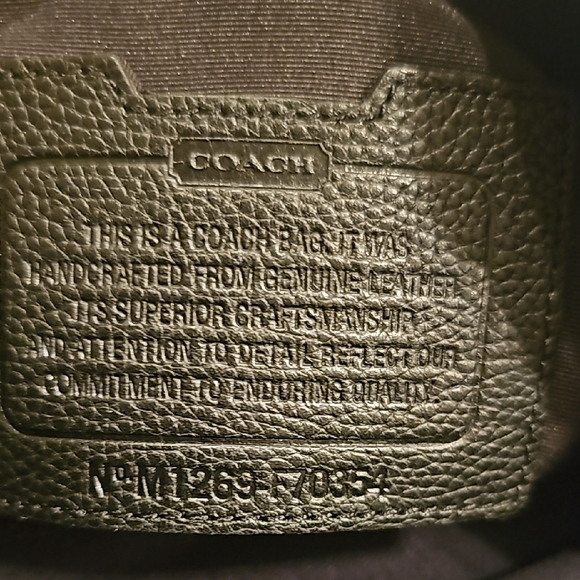 COACH
THIS IS A COACH BAG. IT WAS
HANDCRAFTED FROM GENUINE LEATHER.
ITS SUPERIOR CRAFTSMANSHIP
AND ATTENTION TO DETAIL REFLECT OUR
COMMITMENT TO ENDURING QUALITY.
No M1269-F70354